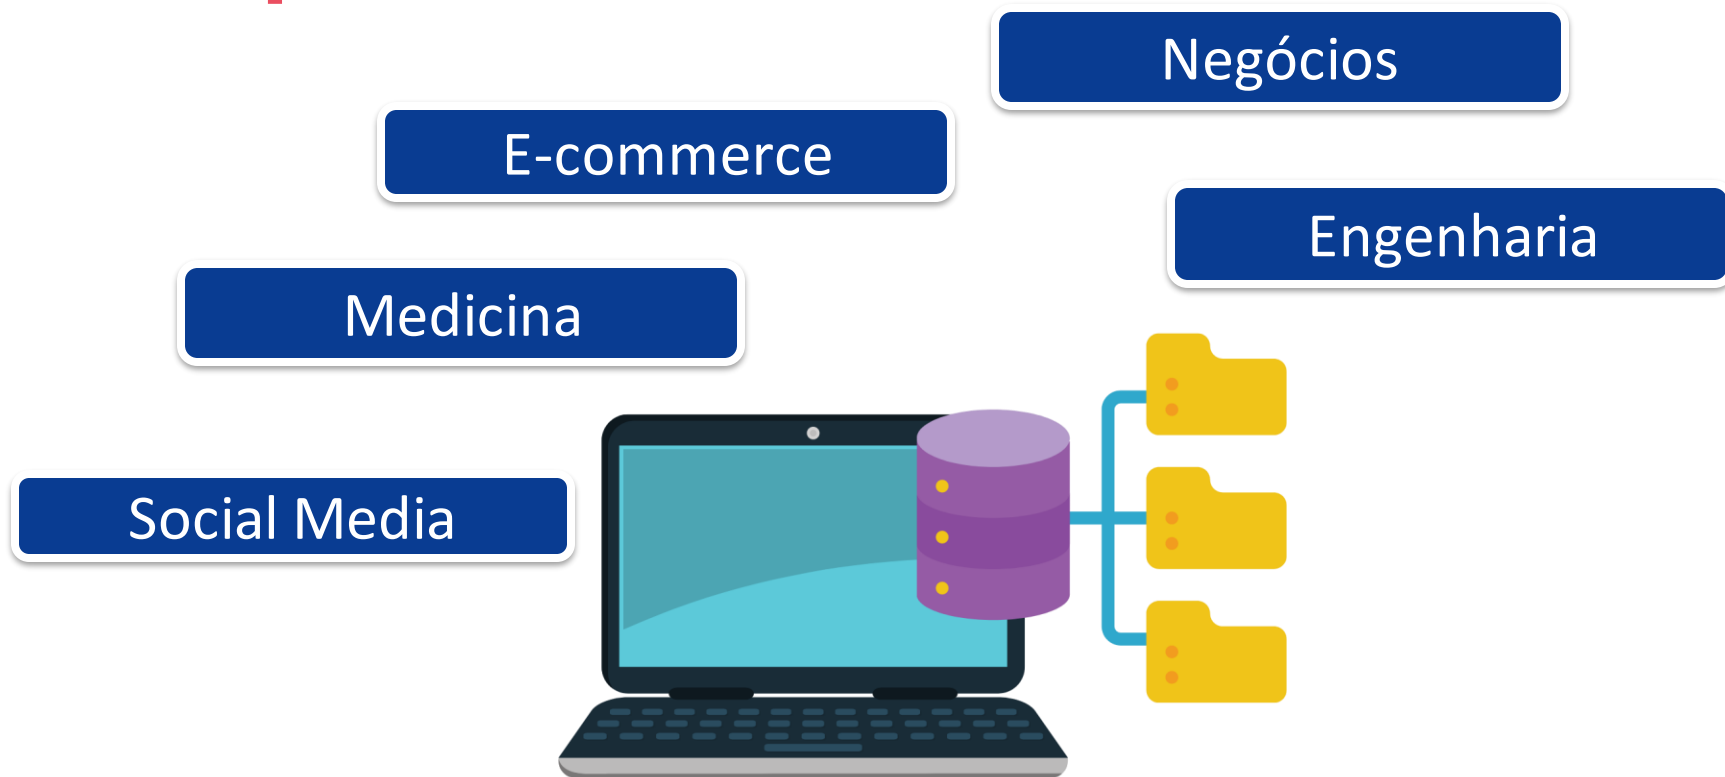 Negócios
E-commerce
Engenharia
Medicina
Social Media